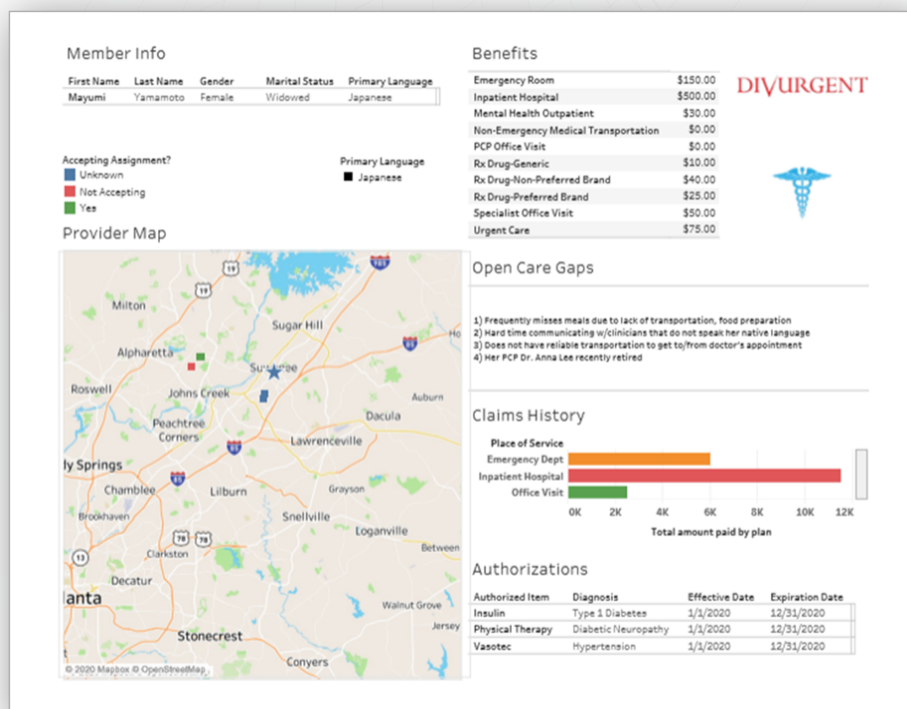 Member Info
First Name Last Name Gender Marital Status Primary Language
Mayumi Yamamoto Female Widowed Japanese
Accepting Assignment?
Unknown
Not Accepting
Yes
Primary Language
Japanese
Provider Map
19
985
19
Milton
Sugar Hill
Ho
85
Alpharetta
Suwanee
Roswell
Johns Creek
Auburn
Dacula
Peachtree
Corners
Lawrenceville
85
ly Springs
85
Chamblee
Lilburn
Grayson
Brookhaven
Snellville
Loganville
78
78
Clarkston
Between
13
Decatur
anta
Walnut Grove
Jersey
Stonecrest
Conyers
© 2020 Mapbox © OpenStreetMap
Benefits
Emergency Room $150.00
Inpatient Hospital $500.00
Mental Health Outpatient $30.00
Non-Emergency Medical Transportation $0.00
PCP Office Visit $0.00
Rx Drug-Generic $10.00
Rx Drug-Non-Preferred Brand $40.00
Rx Drug-Preferred Brand $25.00
Specialist Office Visit $50.00
Urgent Care $75.00
DIVURGENT
Open Care Gaps
1) Frequently misses meals due to lack of transportation, food preparation
2) Hard time communicating w/clinicians that do not speak her native language
3) Does not have reliable transportation to get to/from doctor's appointment
4) Her PCP Dr. Anna Lee recently retired
Claims History
Place of Service
Emergency Dept
Inpatient Hospital
Office Visit
0K 2K 4K 6K 8K 10K 12K
Total amount paid by plan
Authorizations
Authorized Item Diagnosis Effective Date Expiration Date
Insulin Type 1 Diabetes 1/1/2020 12/31/2020
Physical Therapy Diabetic Neuropathy 1/1/2020 12/31/2020
Vasotec Hypertension 1/1/2020 12/31/2020